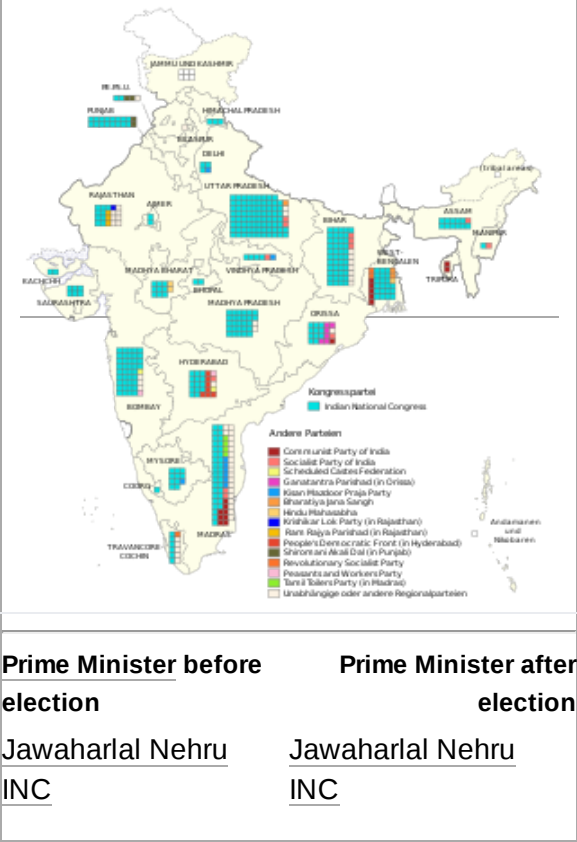 JAMMU UND KASHMIR
PUNJAB
HIMACHAL PRADESH
BILASPUR
DELHI
UTTAR PRADESH
RAJASTHAN
AJMER
BIHAR
(tribal areas)
ASSAM
MANIPUR
WEST-
BENGALEN
TRIPURA
MADHYA BHARAT
VINDHYA PRADESH
BHOPAL
KACHCHH
SAURASHTRA
MADHYA PRADESH
ORISSA
HYDERABAD
BOMBAY
Kongresspartei
Indian National Congress
Andere Parteien
Communist Party of India
Socialist Party of India
Scheduled Castes Federation
Ganatantra Parishad (in Orissa)
Kisan Mazdoor Praja Party
Bharatiya Jana Sangh
Hindu Mahasabha
Krishikar Lok Party (in Rajasthan)
Ram Rajya Parishad (in Rajasthan)
People's Democratic Front (in Hyderabad)
Shiromani Akali Dal (in Punjab)
Revolutionary Socialist Party
Peasants and Workers Party
Tamil Toilers Party (in Madras)
Unabhängige oder andere Regionalparteien
MYSORE
COORG
MADRAS
TRAVANCORE-
COCHIN
Andamanen
und
Nikobaren
Prime Minister before
election
Prime Minister after
election
Jawaharlal Nehru
INC
Jawaharlal Nehru
INC